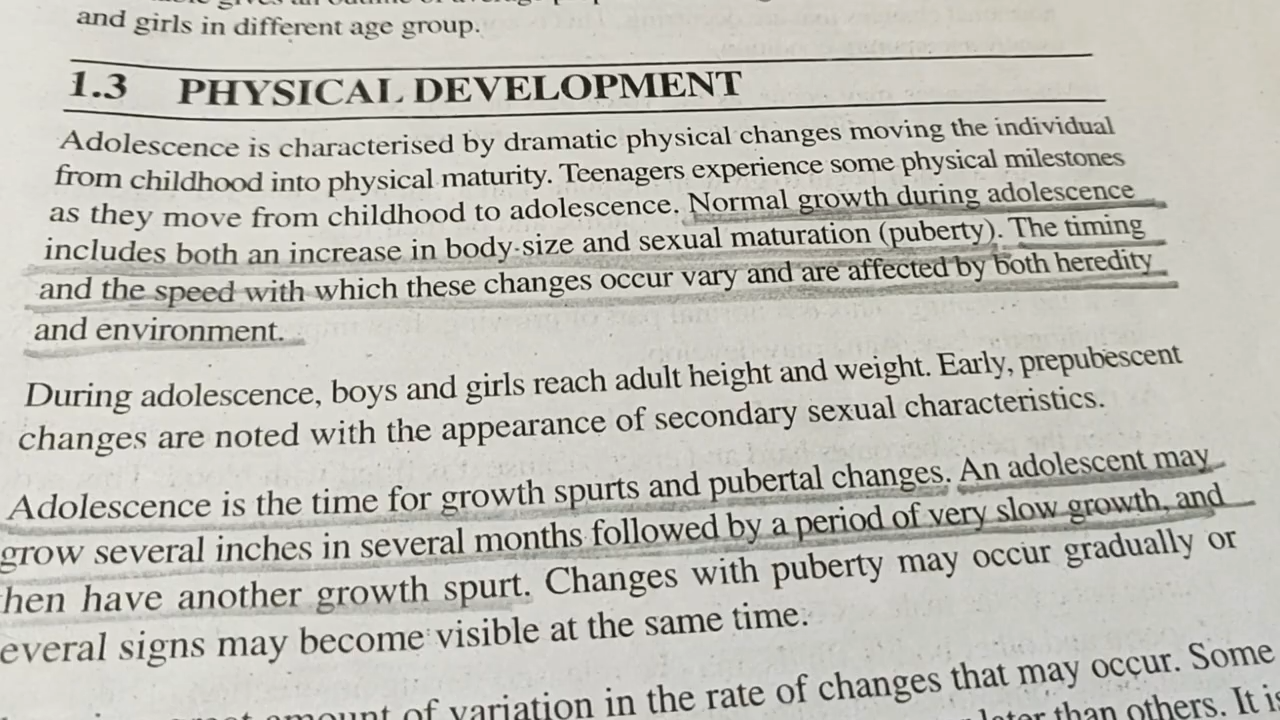 and girls in different age group.
1.3 PHYSICAL DEVELOPMENT
Adolescence is characterised by dramatic physical changes moving the individual
from childhood into physical maturity. Teenagers experience some physical milestones
as they move from childhood to adolescence. Normal growth during adolescence
includes both an increase in body-size and sexual maturation (puberty). The timing
and the speed with which these changes occur vary and are affected by both heredity
and environment.
During adolescence, boys and girls reach adult height and weight. Early, prepubescent
changes are noted with the appearance of secondary sexual characteristics.
Adolescence is the time for growth spurts and pubertal changes. An adolescent may
grow several inches in several months followed by a period of very slow growth, and
hen have another growth spurt. Changes with puberty may occur gradually or
everal signs may become visible at the same time.
amount of variation in the rate of changes that may occur. Some
later than others. It is